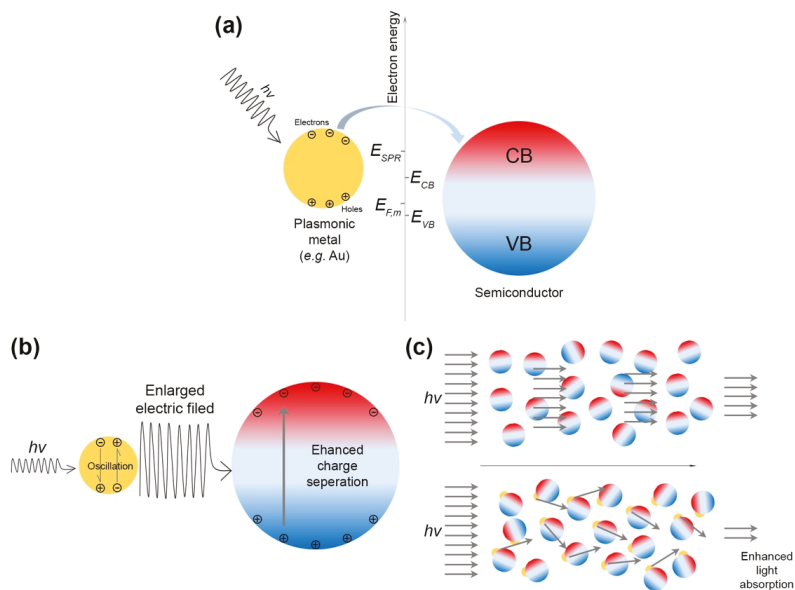 (a)
Electron energy
hv
Electrons
− − −
E_SPR
CB
E_CB
+ + +
Holes
E_F,m
E_VB
Plasmonic
metal
(e.g. Au)
VB
Semiconductor
(b)
Enlarged
electric filed
hv
− +
Oscillation
+ −
− − − − − −
Ehanced
charge
seperation
+ + + + + +
(c)
hv
hv
Enhanced
light
absorption